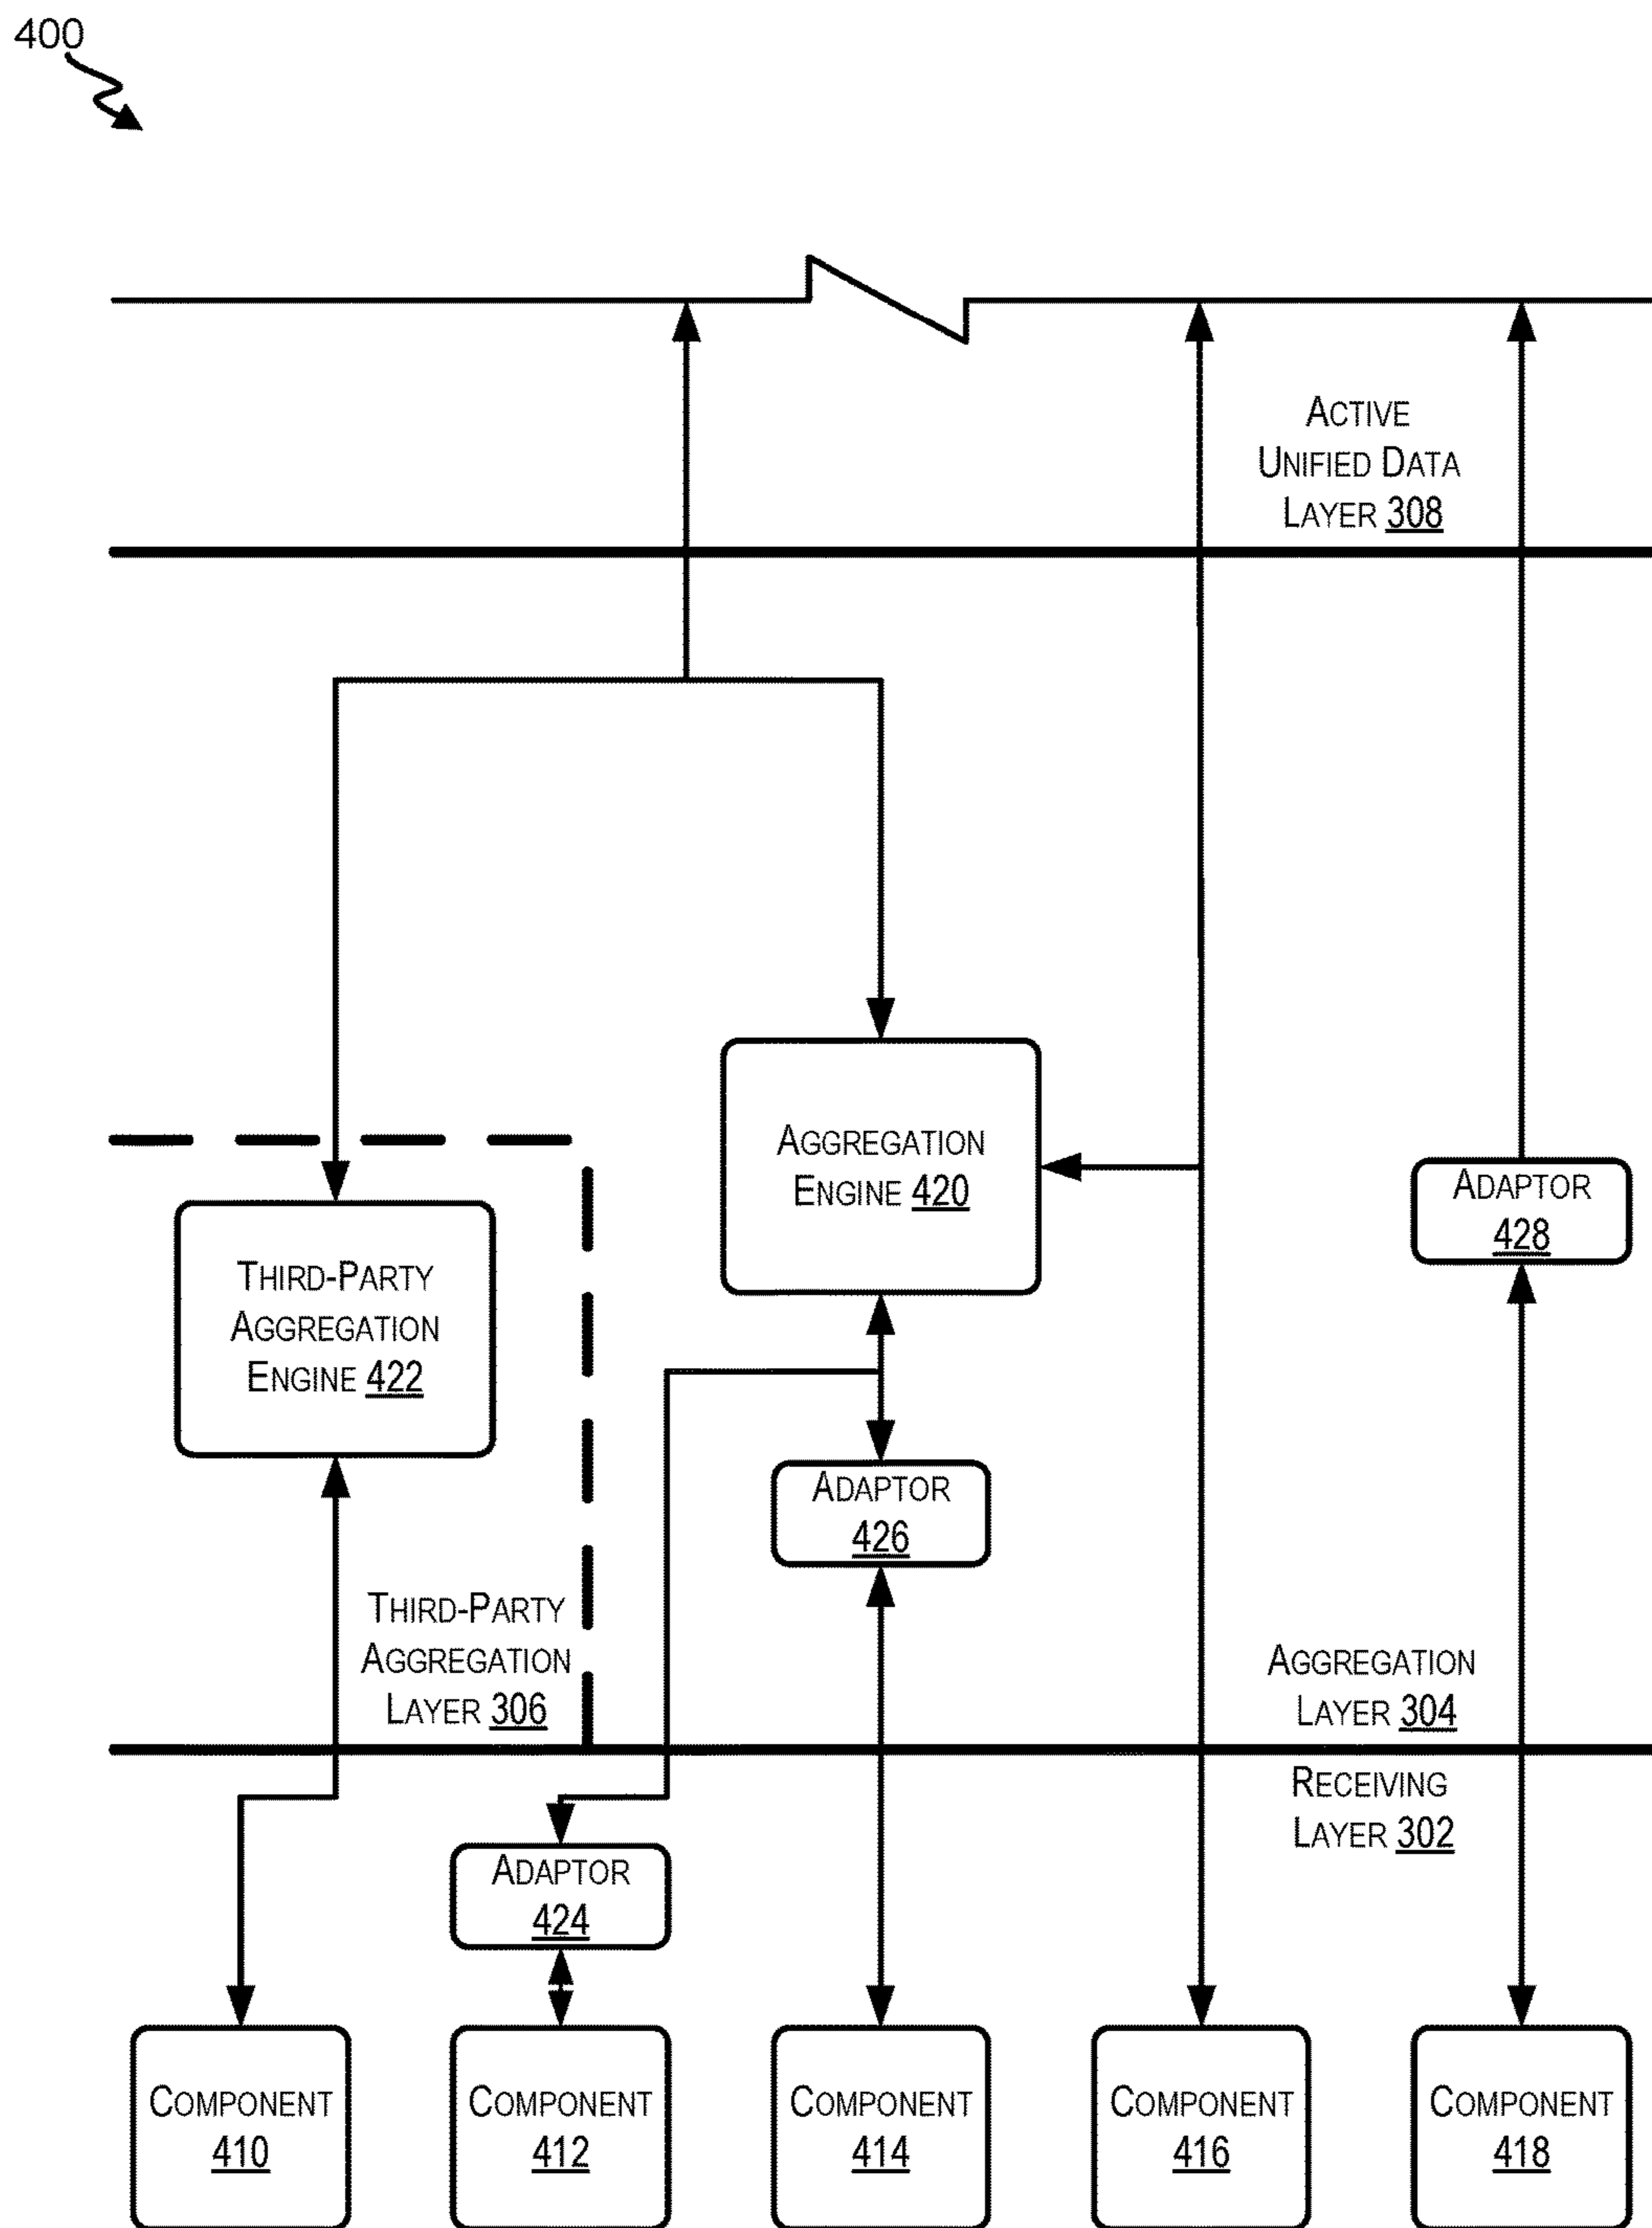 400
ACTIVE
UNIFIED DATA
LAYER 308
AGGREGATION
ENGINE 420
ADAPTOR
428
THIRD-PARTY
AGGREGATION
ENGINE 422
ADAPTOR
426
THIRD-PARTY
AGGREGATION
LAYER 306
AGGREGATION
LAYER 304
RECEIVING
LAYER 302
ADAPTOR
424
COMPONENT
410
COMPONENT
412
COMPONENT
414
COMPONENT
416
COMPONENT
418